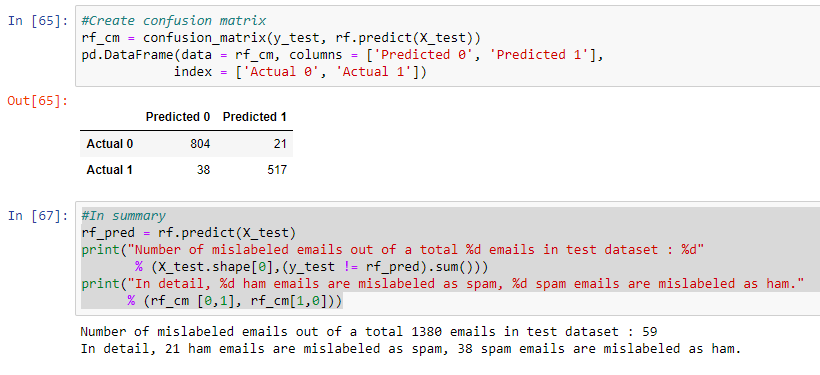 In [65]: #Create confusion matrix
rf_cm = confusion_matrix(y_test, rf.predict(X_test))
pd.DataFrame(data = rf_cm, columns = ['Predicted 0', 'Predicted 1'],
index = ['Actual 0', 'Actual 1'])
Out[65]:
Predicted 0 Predicted 1
Actual 0 804 21
Actual 1 38 517
In [67]: #In summary
rf_pred = rf.predict(X_test)
print("Number of mislabeled emails out of a total %d emails in test dataset : %d"
% (X_test.shape[0],(y_test != rf_pred).sum()))
print("In detail, %d ham emails are mislabeled as spam, %d spam emails are mislabeled as ham."
% (rf_cm [0,1], rf_cm[1,0]))
Number of mislabeled emails out of a total 1380 emails in test dataset : 59
In detail, 21 ham emails are mislabeled as spam, 38 spam emails are mislabeled as ham.